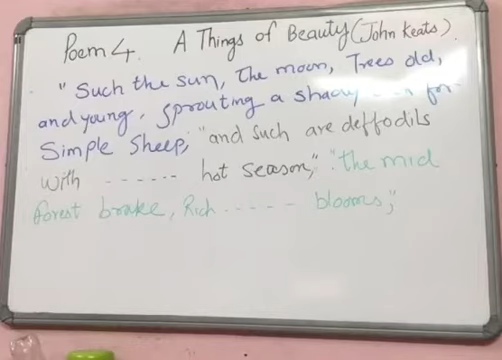 Poem 4. A Things of Beauty (John Keats).
"Such the sun, the moon, Trees old,
and young, sprouting a shady - - - for
Simple Sheep, "and such are deffodils
with - - - - - - hot season," "the mid
forest brake, Rich - - - - - blooms,"